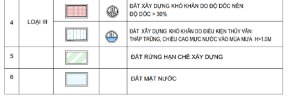 4
LOẠI III
ĐẤT XÂY DỰNG KHÓ KHĂN DO ĐỘ DỐC NỀN:
ĐỘ DỐC > 30%
ĐẤT XÂY DỰNG KHÓ KHĂN DO ĐIỀU KIỆN THỦY VĂN:
THẤP TRŨNG, CHIỀU CAO MỰC NƯỚC VÀO MÙA MƯA H>1.0M
5
ĐẤT RỪNG HẠN CHẾ XÂY DỰNG
6
ĐẤT MẶT NƯỚC